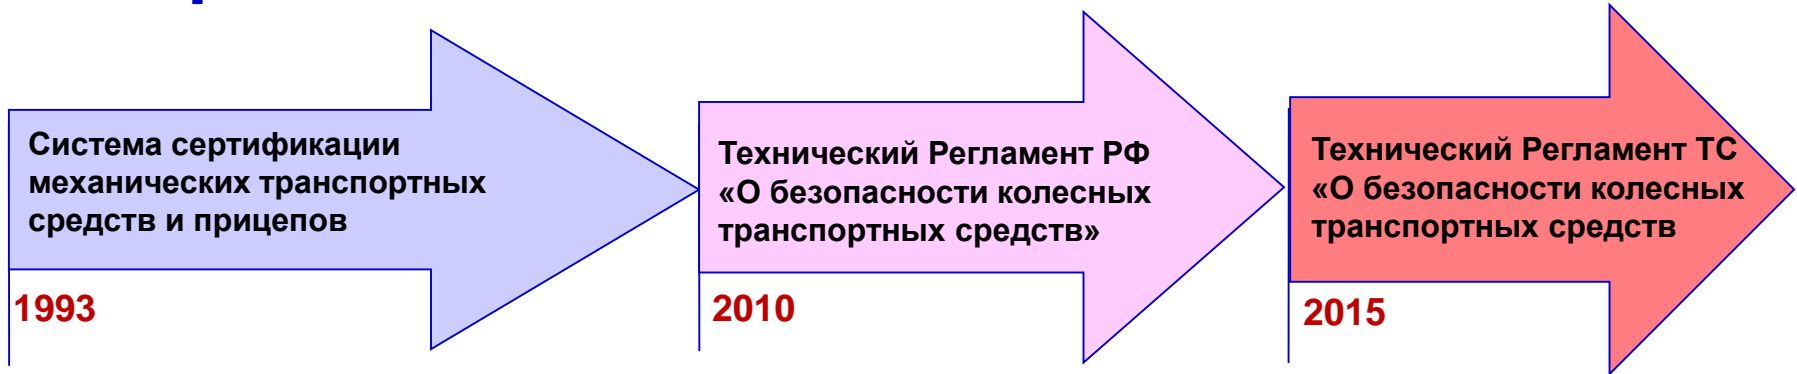 Система сертификации
механических транспортных
средств и прицепов
1993
Технический Регламент РФ
«О безопасности колесных
транспортных средств»
2010
Технический Регламент ТС
«О безопасности колесных
транспортных средств
2015